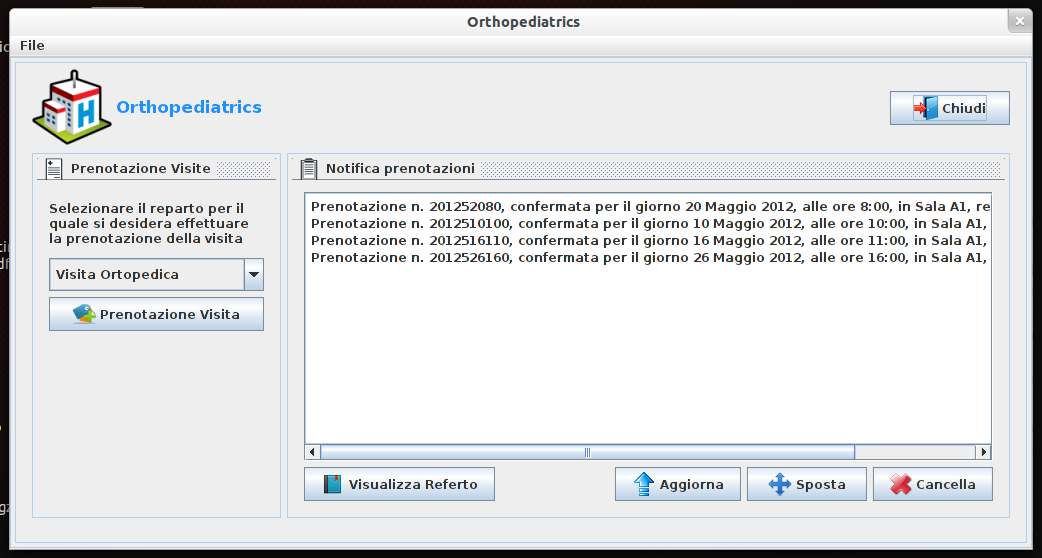 Orthopediatrics
File
Orthopediatrics
Chiudi
Prenotazione Visite
Selezionare il reparto per il
quale si desidera effettuare
la prenotazione della visita
Visita Ortopedica
Prenotazione Visita
Notifica prenotazioni
Prenotazione n. 201252080, confermata per il giorno 20 Maggio 2012, alle ore 8:00, in Sala A1, re
Prenotazione n. 2012510100, confermata per il giorno 10 Maggio 2012, alle ore 10:00, in Sala A1,
Prenotazione n. 2012516110, confermata per il giorno 16 Maggio 2012, alle ore 11:00, in Sala A1,
Prenotazione n. 2012526160, confermata per il giorno 26 Maggio 2012, alle ore 16:00, in Sala A1,
Visualizza Referto
Aggiorna
Sposta
Cancella